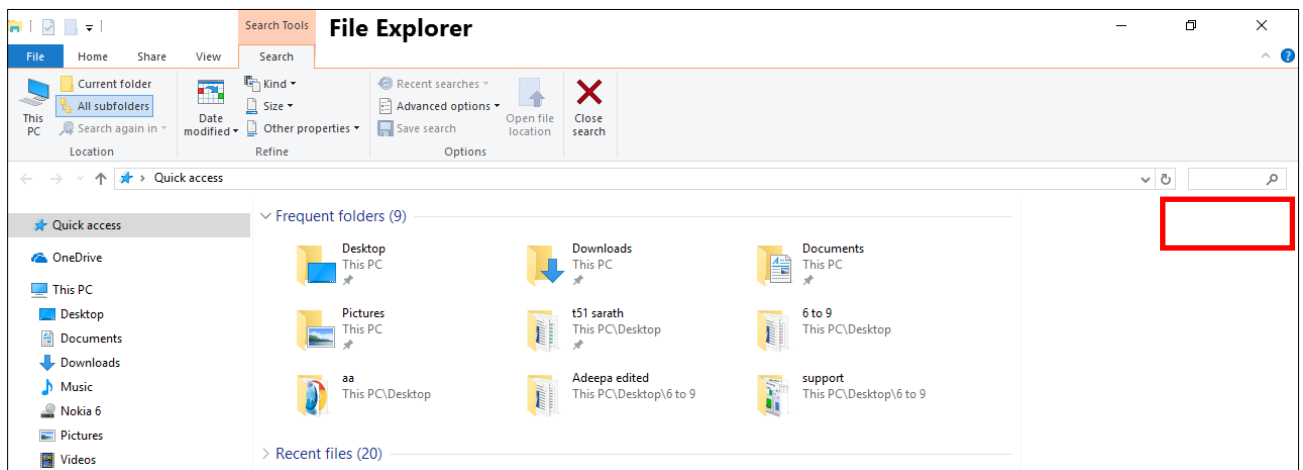 Search Tools File Explorer
File Home Share View Search
This PC
Current folder
All subfolders
Search again in
Location
Date modified
Kind
Size
Other properties
Refine
Recent searches
Advanced options
Save search
Options
Open file location
Close search
Quick access
Quick access
OneDrive
This PC
Desktop
Documents
Downloads
Music
Nokia 6
Pictures
Videos
Frequent folders (9)
Desktop
This PC
Downloads
This PC
Documents
This PC
Pictures
This PC
t51 sarath
This PC\Desktop
6 to 9
This PC\Desktop
aa
This PC\Desktop
Adeepa edited
This PC\Desktop\6 to 9
support
This PC\Desktop\6 to 9
Recent files (20)